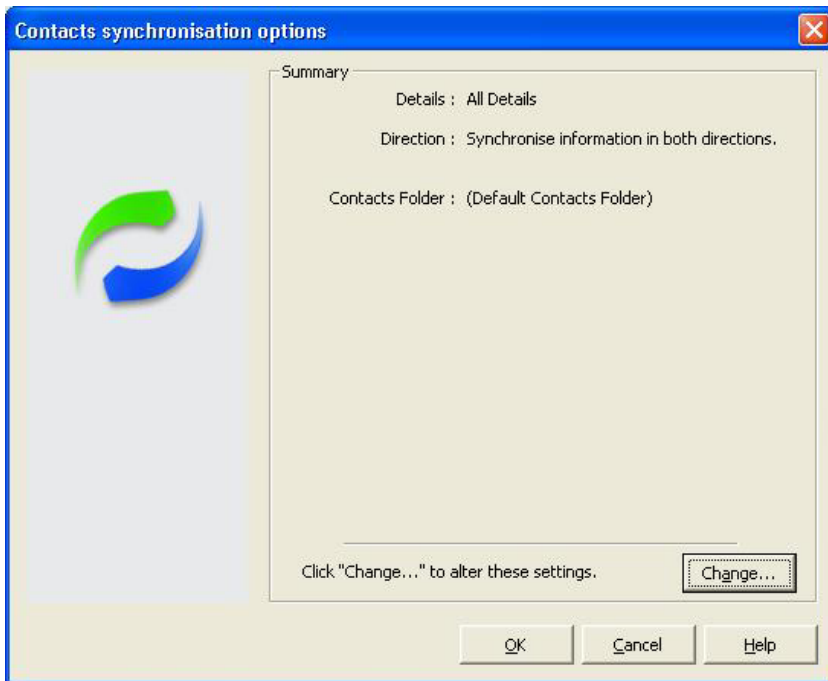 Contacts synchronisation options
Summary
Details : All Details
Direction : Synchronise information in both directions.
Contacts Folder : (Default Contacts Folder)
Click "Change..." to alter these settings. Change...
OK Cancel Help